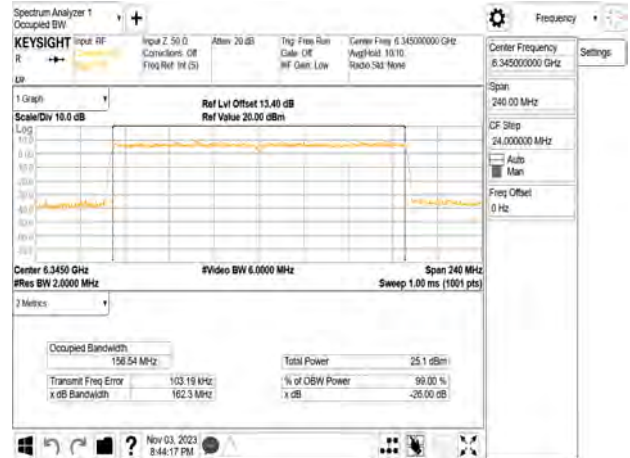 Spectrum Analyzer 1
Occupied BW
Frequency
KEYSIGHT
Input: RF
Input Z: 50 Ω
Corrections: Off
Freq Ref: Int (S)
Atten: 20 dB
Trig: Free Run
Gate: Off
#IF Gain: Low
Center Freq: 6.345000000 GHz
Avg|Hold: 10/10
Radio Std: None
R
Center Frequency
6.345000000 GHz
Settings
Span
240.00 MHz
CF Step
24.000000 MHz
Auto
Man
Freq Offset
0 Hz
1 Graph
Scale/Div 10.0 dB
Ref Lvl Offset 13.40 dB
Ref Value 20.00 dBm
Log
Center 6.3450 GHz
#Res BW 2.0000 MHz
#Video BW 6.0000 MHz
Span 240 MHz
Sweep 1.00 ms (1001 pts)
2 Metrics
Occupied Bandwidth
156.54 MHz
Total Power 25.1 dBm
Transmit Freq Error 103.19 kHz
% of OBW Power 99.00 %
x dB Bandwidth 162.3 MHz
x dB -26.00 dB
Nov 03, 2023
8:44:17 PM